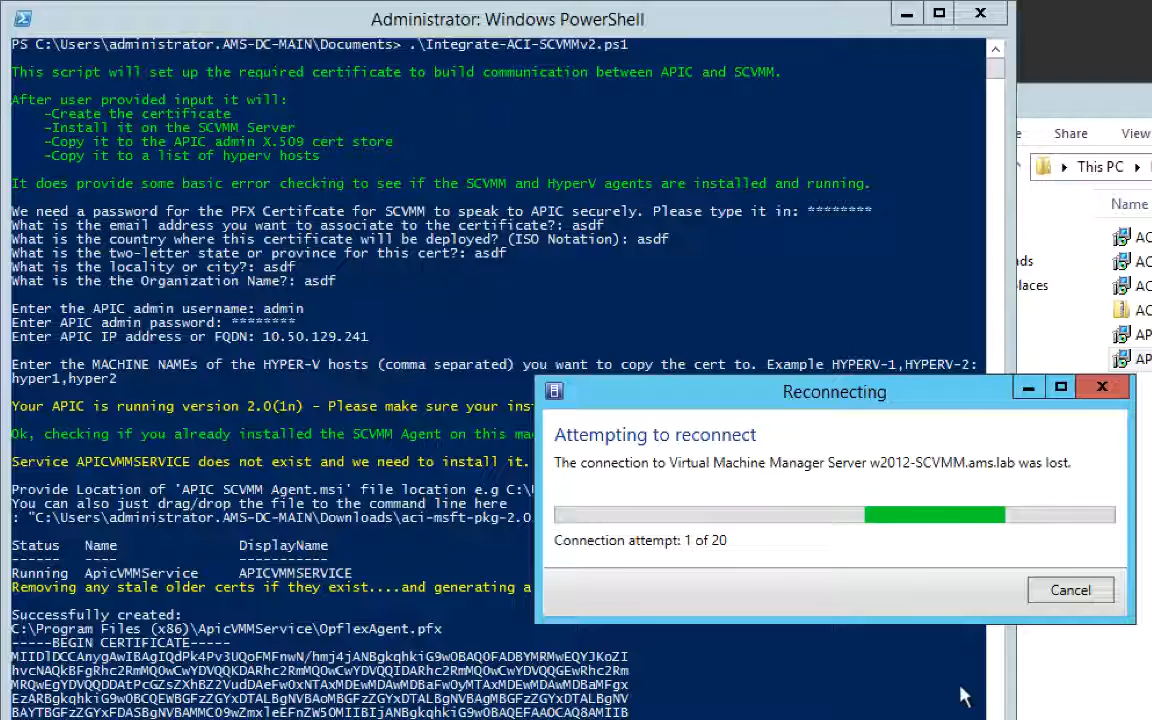 Administrator: Windows PowerShell
PS C:\Users\administrator.AMS-DC-MAIN\Documents> .\Integrate-ACI-SCVMMv2.ps1
This script will set up the required certificate to build communication between APIC and SCVMM.
After user provided input it will:
-Create the certificate
-Install it on the SCVMM Server
-Copy it to the APIC admin X.509 cert store
-Copy it to a list of hyperv hosts
It does provide some basic error checking to see if the SCVMM and HyperV agents are installed and running.
We need a password for the PFX Certifcate for SCVMM to speak to APIC securely. Please type it in: ********
What is the email address you want to associate to the certificate?: asdf
What is the country where this certificate will be deployed? (ISO Notation): asdf
What is the two-letter state or province for this cert?: asdf
What is the locality or city?: asdf
What is the the Organization Name?: asdf
Enter the APIC admin username: admin
Enter APIC admin password: ********
Enter APIC IP address or FQDN: 10.50.129.241
Enter the MACHINE NAMEs of the HYPER-V hosts (comma separated) you want to copy the cert to. Example HYPERV-1,HYPERV-2:
hyper1,hyper2
Your APIC is running version 2.0(1n) - Please make sure your ins
Ok, checking if you already installed the SCVMM Agent on this ma
Service APICVMMSERVICE does not exist and we need to install it.
Provide Location of 'APIC SCVMM Agent.msi' file location e.g C:\
You can also just drag/drop the file to the command line here
: "C:\Users\administrator.AMS-DC-MAIN\Downloads\aci-msft-pkg-2.0
Status Name DisplayName
------ ---- -----------
Running ApicVMMService APICVMMSERVICE
Removing any stale older certs if they exist....and generating a
Successfully created:
C:\Program Files (x86)\ApicVMMService\OpflexAgent.pfx
-----BEGIN CERTIFICATE-----
Reconnecting
Attempting to reconnect
The connection to Virtual Machine Manager Server w2012-SCVMM.ams.lab was lost.
Connection attempt: 1 of 20
Cancel
Share View
This PC
Name
AC
AC
AC
AC
AP
AP
ads
laces